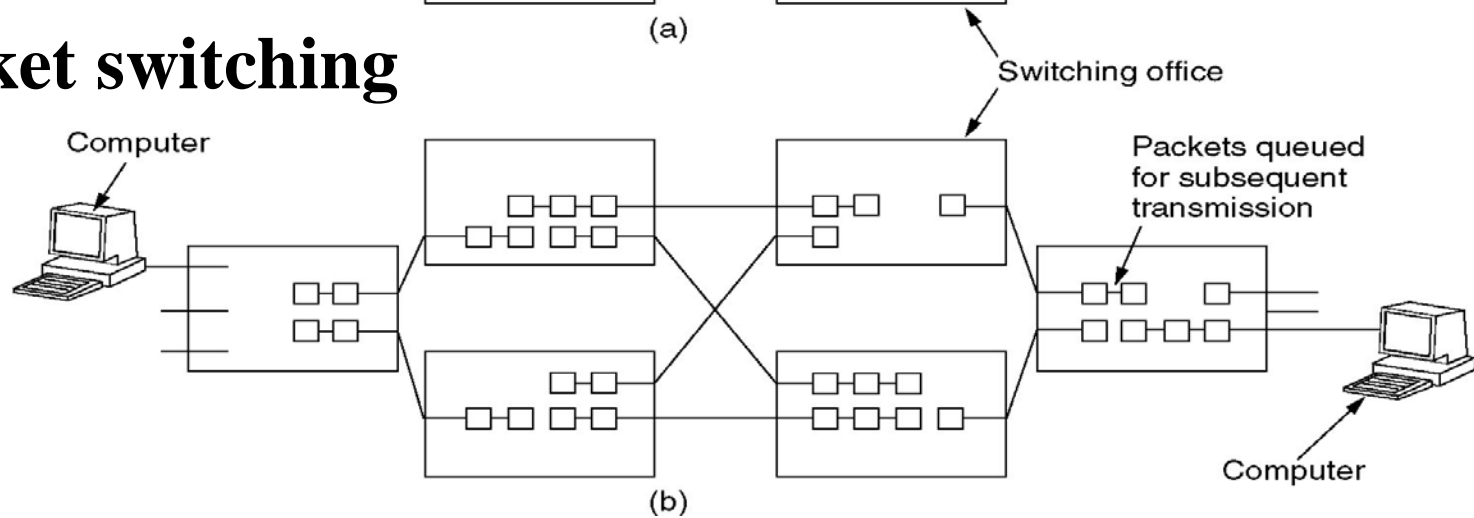 (a)
ket switching
Switching office
Computer
Packets queued
for subsequent
transmission
Computer
(b)